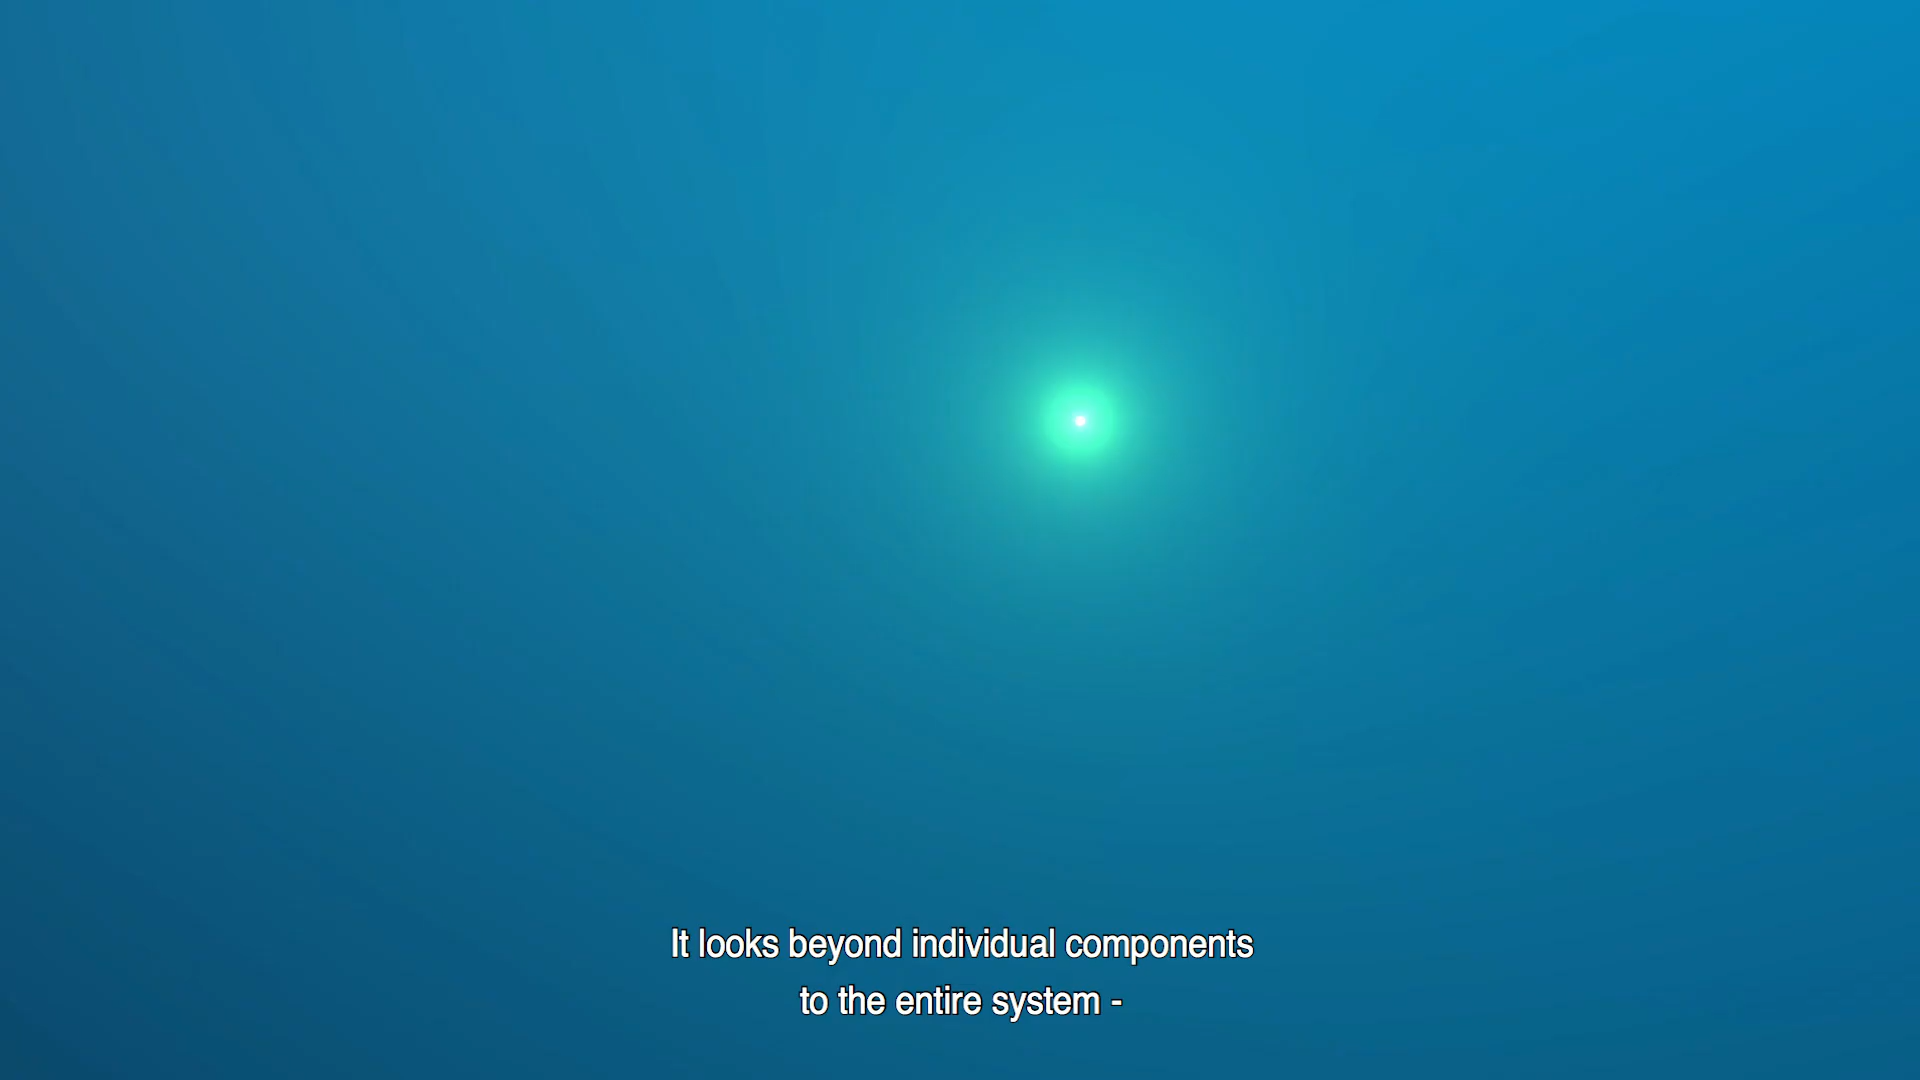 It looks beyond individual components
to the entire system -